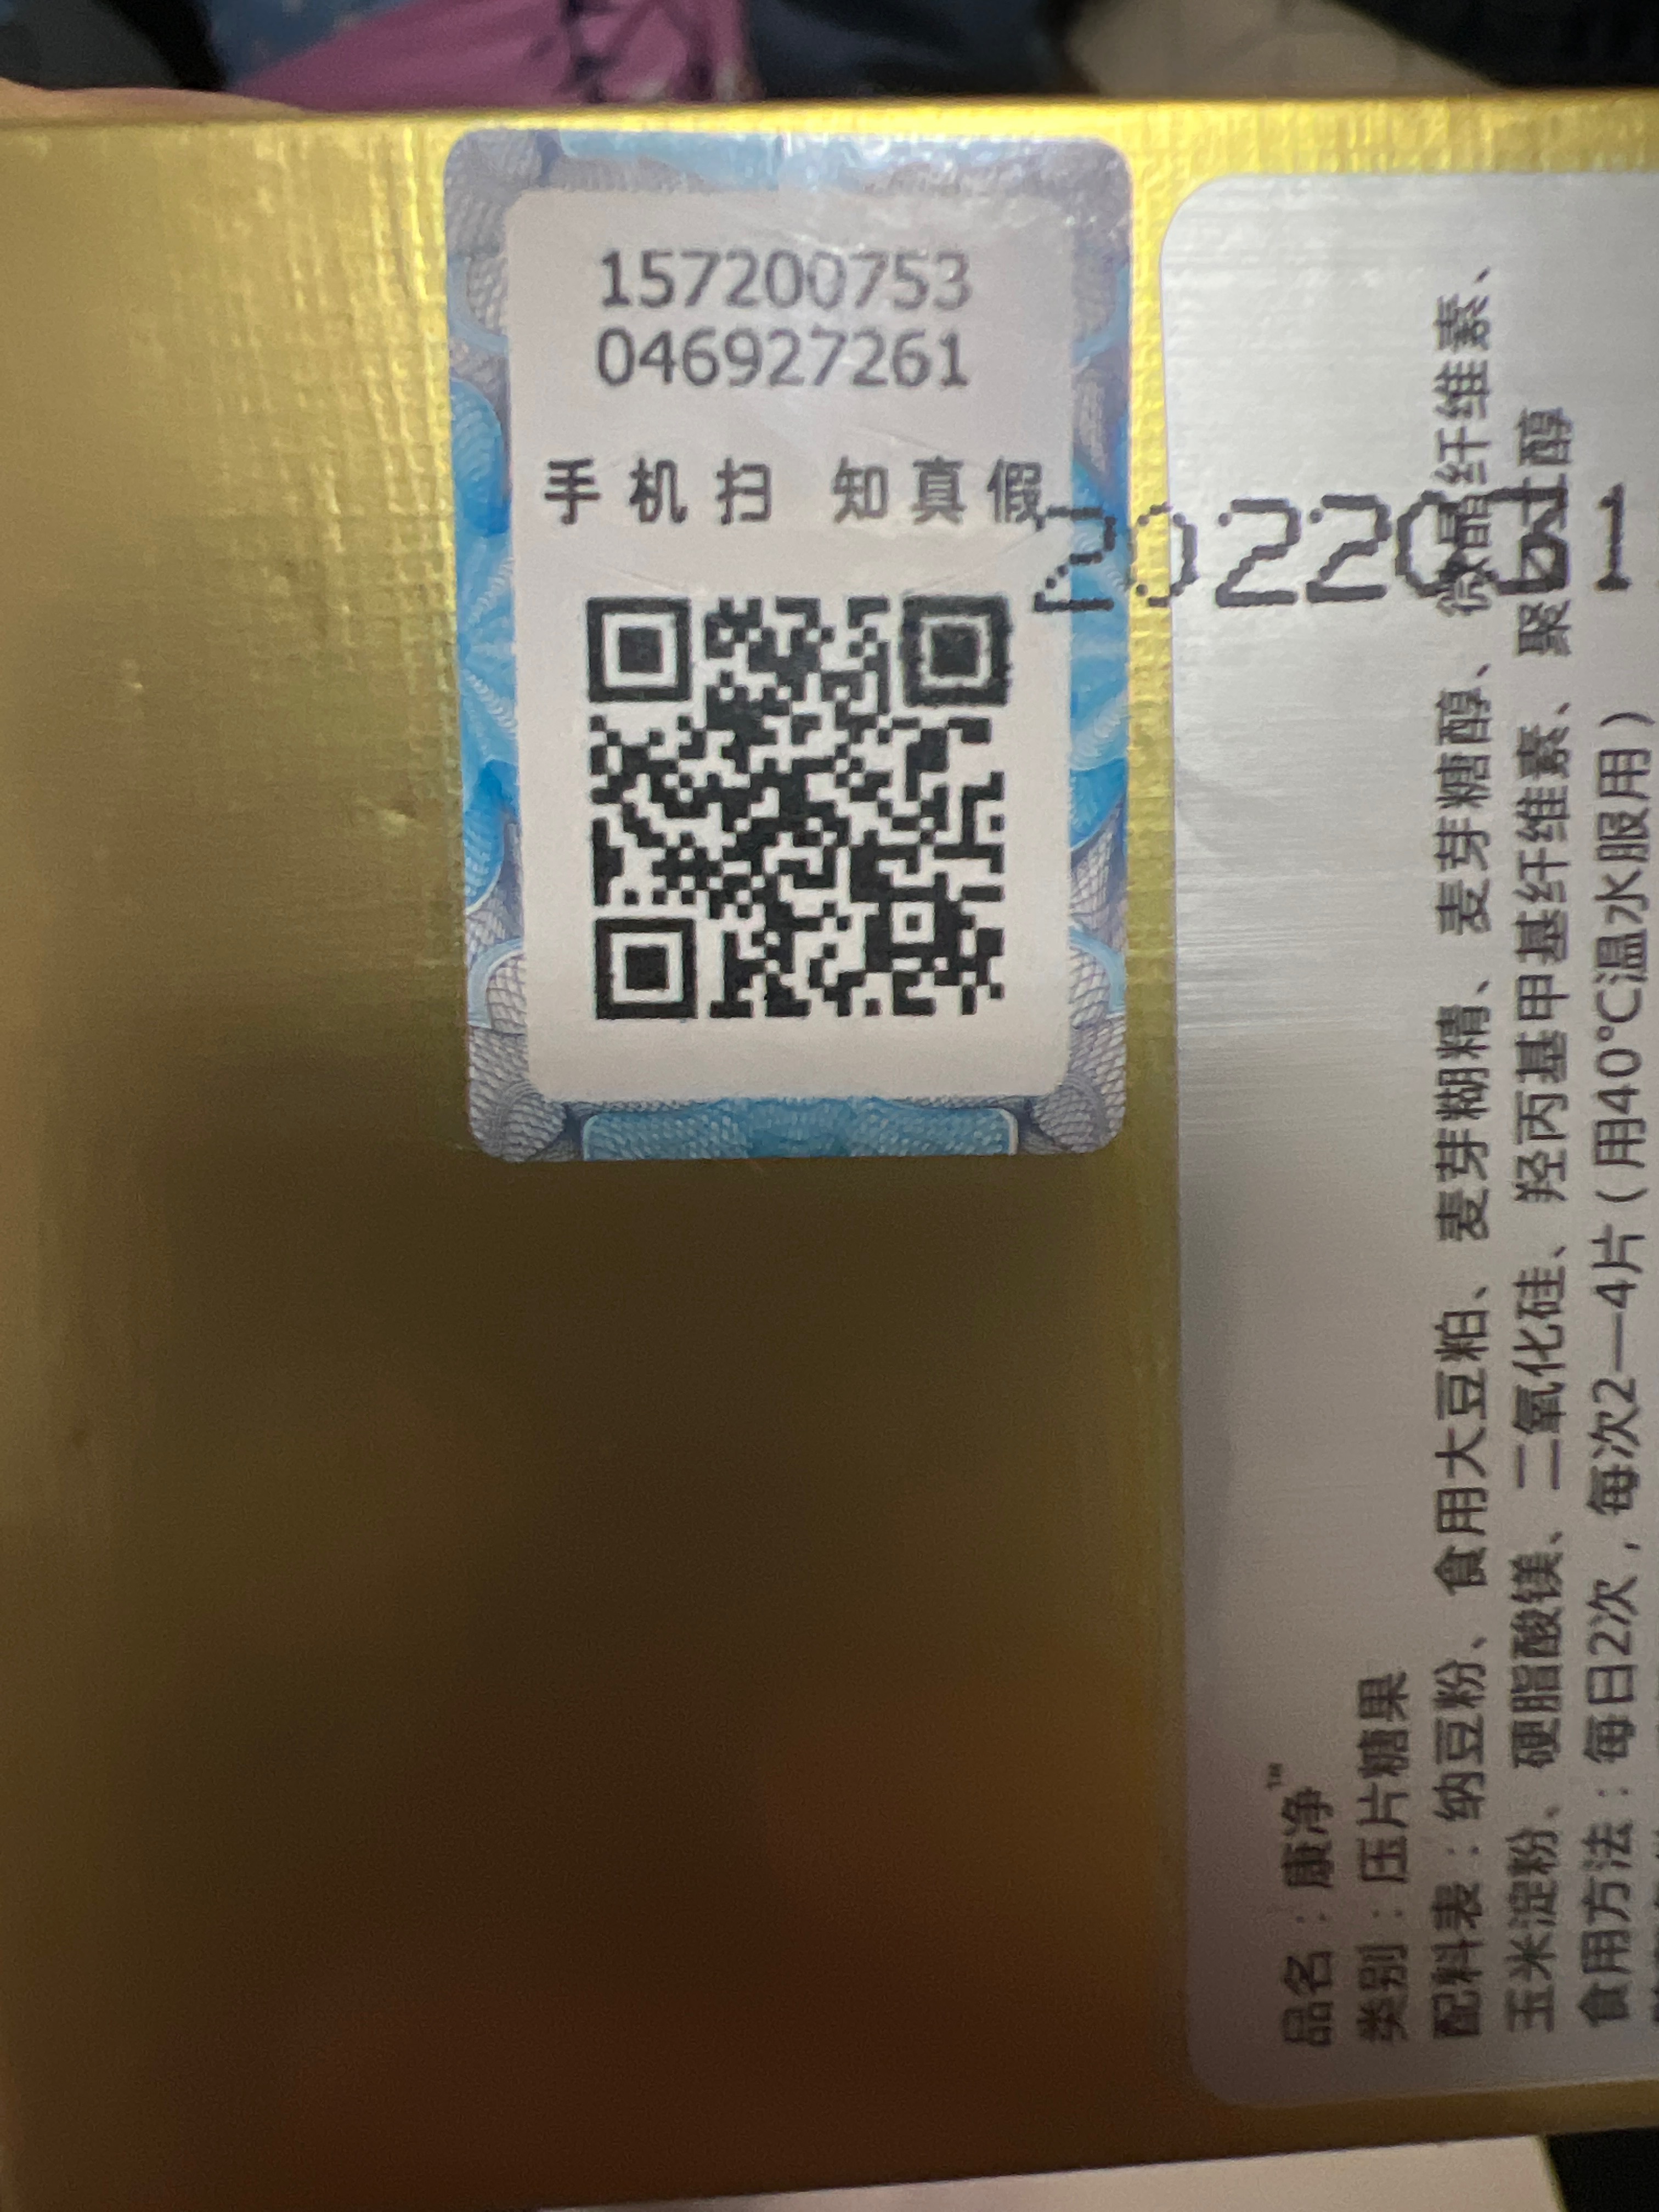 157200753
046927261
手机扫 知真假
品名：康净™
类别：压片糖果
配料表：纳豆粉、食用大豆粕、麦芽糊精、麦芽糖醇、微晶纤维素、
玉米淀粉、硬脂酸镁、二氧化硅、羟丙基甲基纤维素、聚乙二醇
食用方法：每日2次，每次2—4片（用40℃温水服用）